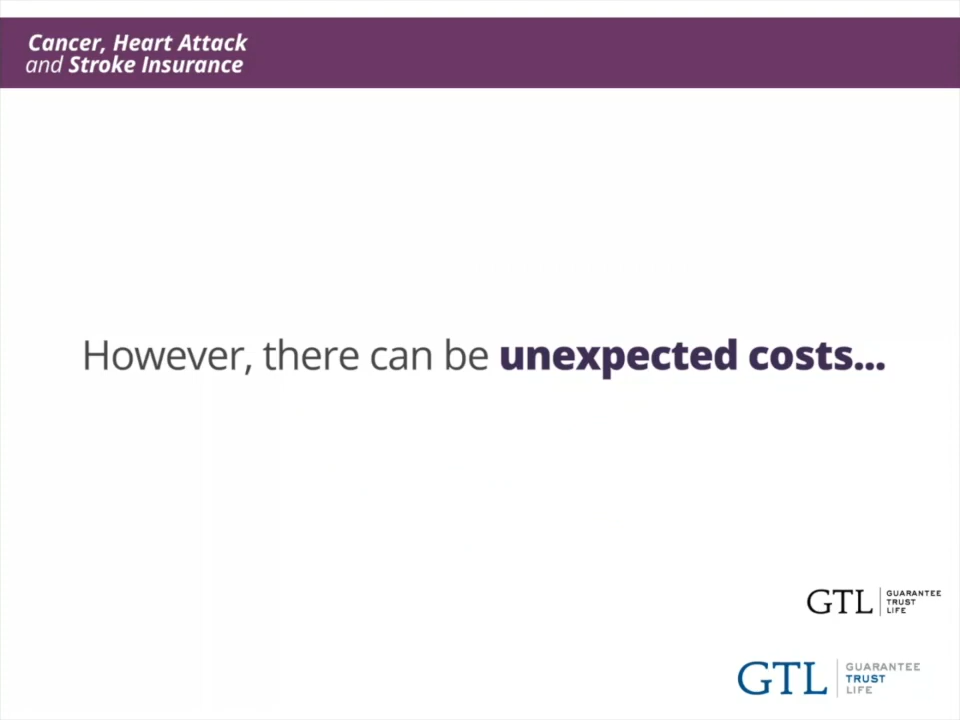 Cancer, Heart Attack
and Stroke Insurance
However, there can be unexpected costs...
GTL
GUARANTEE
TRUST
LIFE
GTL
GUARANTEE
TRUST
LIFE